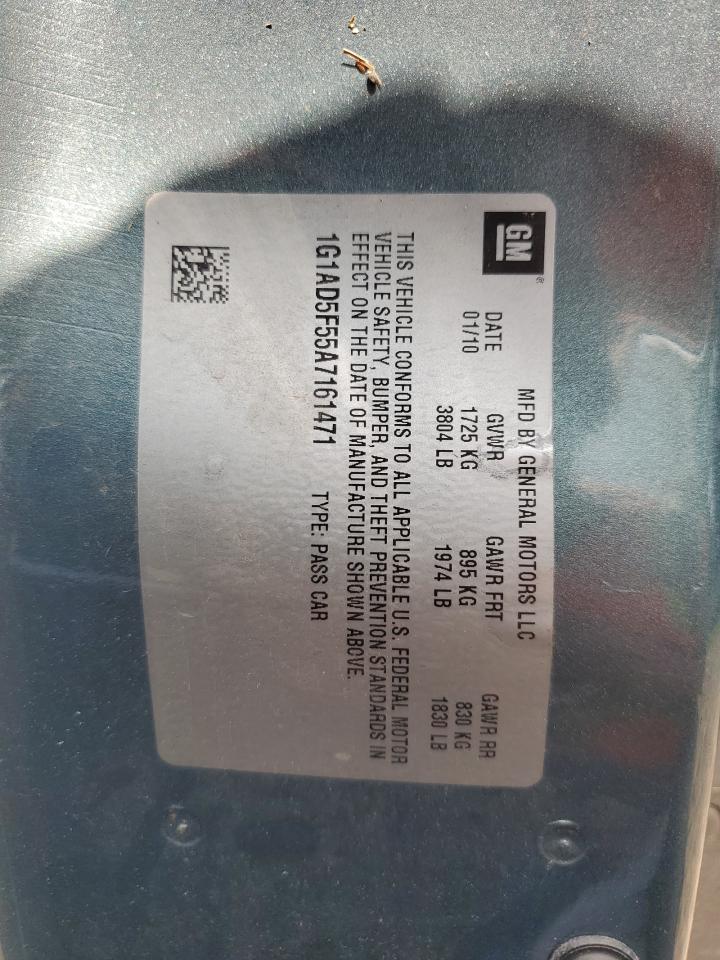 GM®
MFD BY GENERAL MOTORS LLC
DATE GVWR GAWR FRT GAWR RR
01/10 1725 KG 895 KG 830 KG
3804 LB 1974 LB 1830 LB
THIS VEHICLE CONFORMS TO ALL APPLICABLE U.S. FEDERAL MOTOR
VEHICLE SAFETY, BUMPER, AND THEFT PREVENTION STANDARDS IN
EFFECT ON THE DATE OF MANUFACTURE SHOWN ABOVE.
1G1AD5F55A7161471 TYPE: PASS CAR